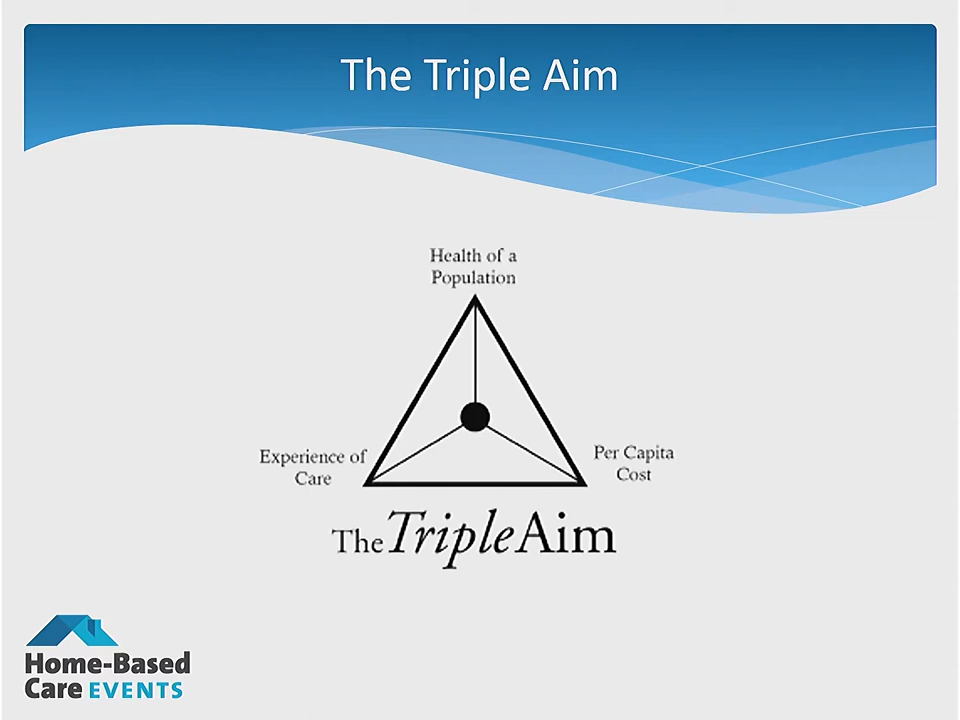 The Triple Aim
Health of a
Population
Experience of
Care
Per Capita
Cost
The Triple Aim
Home-Based
Care EVENTS